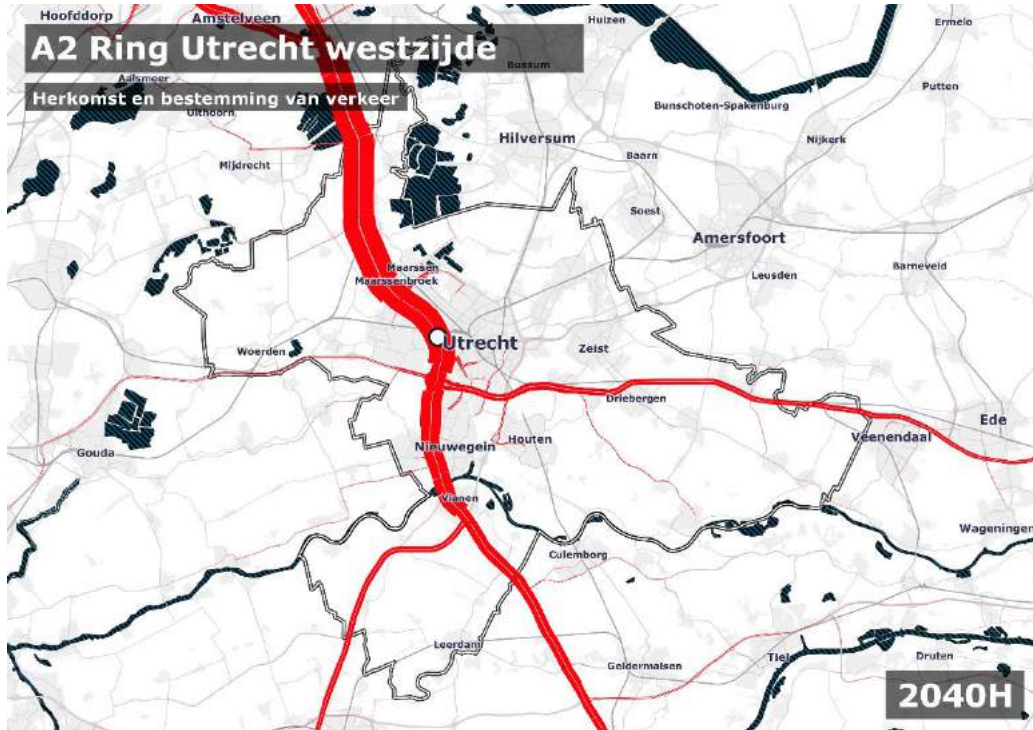 Hoofddorp
Amstelveen
Huizen
Ermelo
A2 Ring Utrecht westzijde
Bussum
Aalsmeer
Putten
Herkomst en bestemming van verkeer
Bunschoten-Spakenburg
Uithoorn
Hilversum
Nijkerk
Baarn
Mijdrecht
Soest
Amersfoort
Maarssen
Leusden
Barneveld
Maarssenbroek
Utrecht
Woerden
Zeist
Driebergen
Ede
Nieuwegein
Houten
Veenendaal
Gouda
Vianen
Wageningen
Culemborg
Leerdam
Geldermalsen
Tiel
Druten
2040H